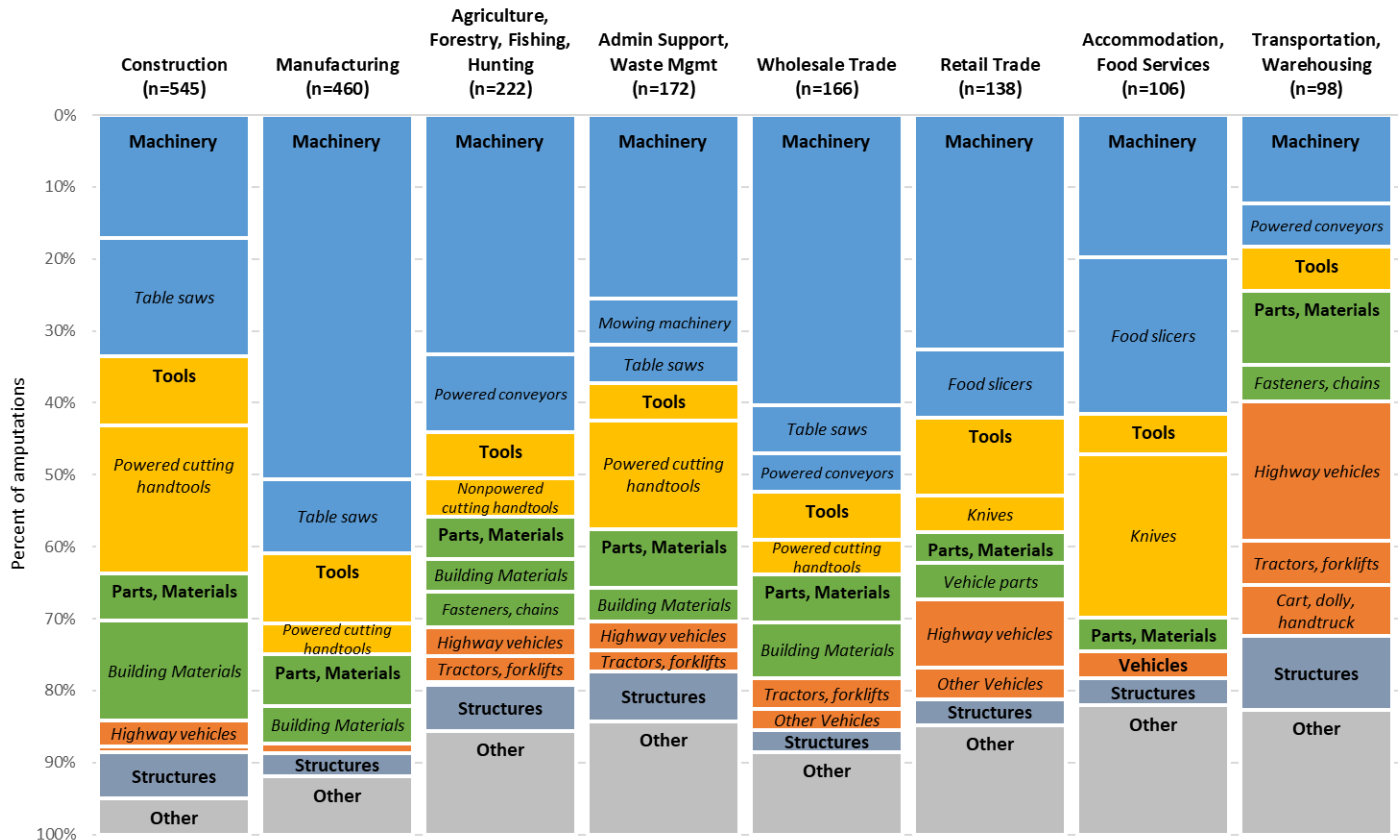 Construction
(n=545)
Manufacturing
(n=460)
Agriculture,
Forestry, Fishing,
Hunting
(n=222)
Admin Support,
Waste Mgmt
(n=172)
Wholesale Trade
(n=166)
Retail Trade
(n=138)
Accommodation,
Food Services
(n=106)
Transportation,
Warehousing
(n=98)
Percent of amputations
0%
10%
20%
30%
40%
50%
60%
70%
80%
90%
100%
Machinery
Table saws
Tools
Powered cutting
handtools
Parts, Materials
Building Materials
Highway vehicles
Structures
Other
Machinery
Table saws
Tools
Powered cutting
handtools
Parts, Materials
Building Materials
Structures
Other
Machinery
Powered conveyors
Tools
Nonpowered
cutting handtools
Parts, Materials
Building Materials
Fasteners, chains
Highway vehicles
Tractors, forklifts
Structures
Other
Machinery
Mowing machinery
Table saws
Tools
Powered cutting
handtools
Parts, Materials
Building Materials
Highway vehicles
Tractors, forklifts
Structures
Other
Machinery
Table saws
Powered conveyors
Tools
Powered cutting
handtools
Parts, Materials
Building Materials
Tractors, forklifts
Other Vehicles
Structures
Other
Machinery
Food slicers
Tools
Knives
Parts, Materials
Vehicle parts
Highway vehicles
Other Vehicles
Structures
Other
Machinery
Food slicers
Tools
Knives
Parts, Materials
Vehicles
Structures
Other
Machinery
Powered conveyors
Tools
Parts, Materials
Fasteners, chains
Highway vehicles
Tractors, forklifts
Cart, dolly,
handtruck
Structures
Other